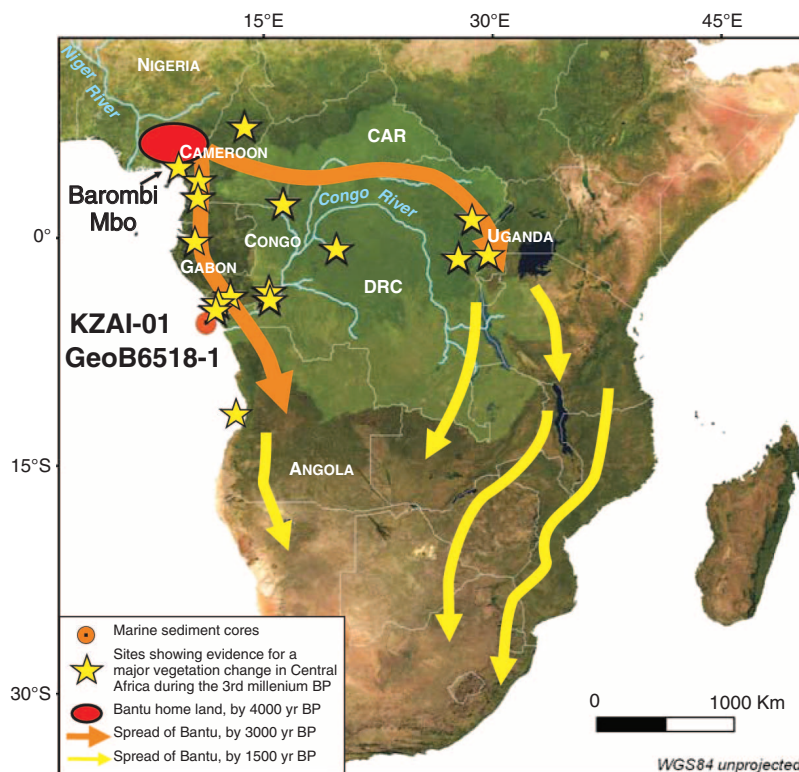 15°E
30°E
45°E
NIGERIA
Niger
River
CAR
CAMEROON
Barombi
Mbo
Congo
River
0°
CONGO
UGANDA
GABON
DRC
KZAI-01
GeoB6518-1
15°S
ANGOLA
Marine sediment cores
Sites showing evidence for a
major vegetation change in Central
Africa during the 3rd millenium BP
Bantu home land, by 4000 yr BP
Spread of Bantu, by 3000 yr BP
Spread of Bantu, by 1500 yr BP
30°S
0
1000 Km
WGS84 unprojected